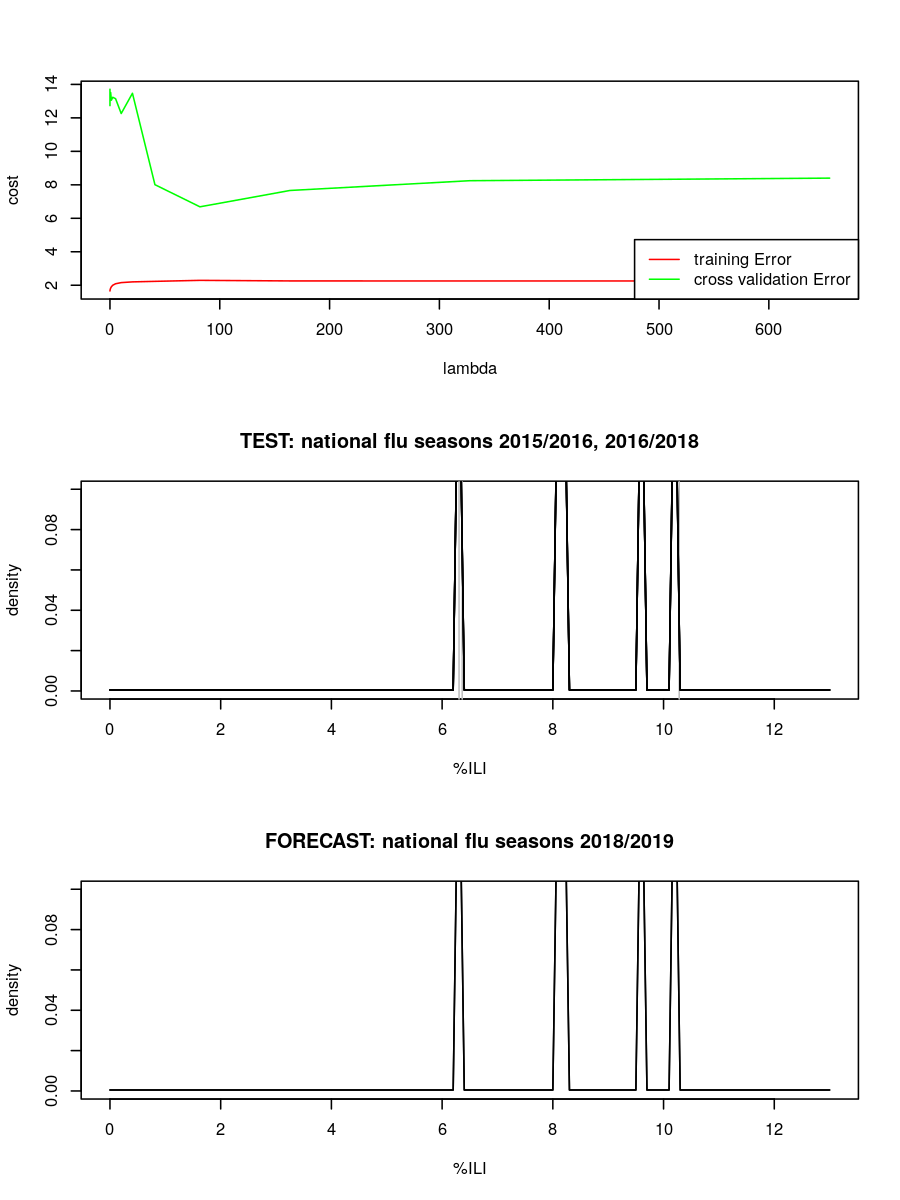 14
12
10
8
6
4
2
cost
training Error
cross validation Error
0 100 200 300 400 500 600
lambda
TEST: national flu seasons 2015/2016, 2016/2018
0.08
0.04
0.00
density
0 2 4 6 8 10 12
%ILI
FORECAST: national flu seasons 2018/2019
0.08
0.04
0.00
density
0 2 4 6 8 10 12
%ILI